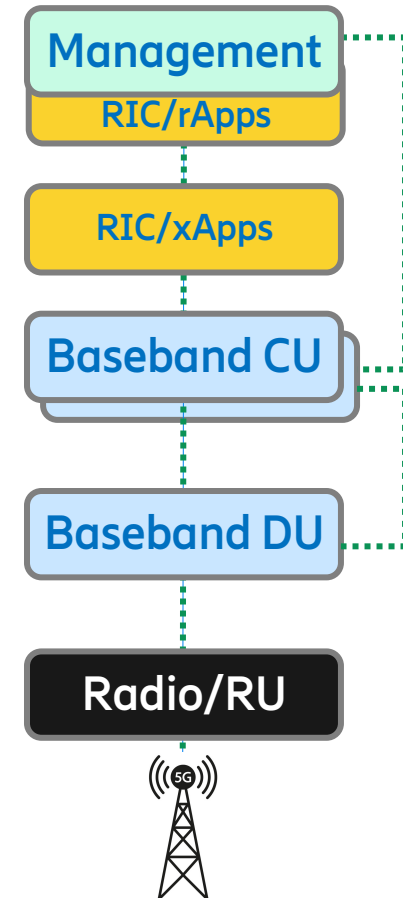 Management
RIC/rApps
RIC/xApps
Baseband CU
Baseband DU
Radio/RU
5G